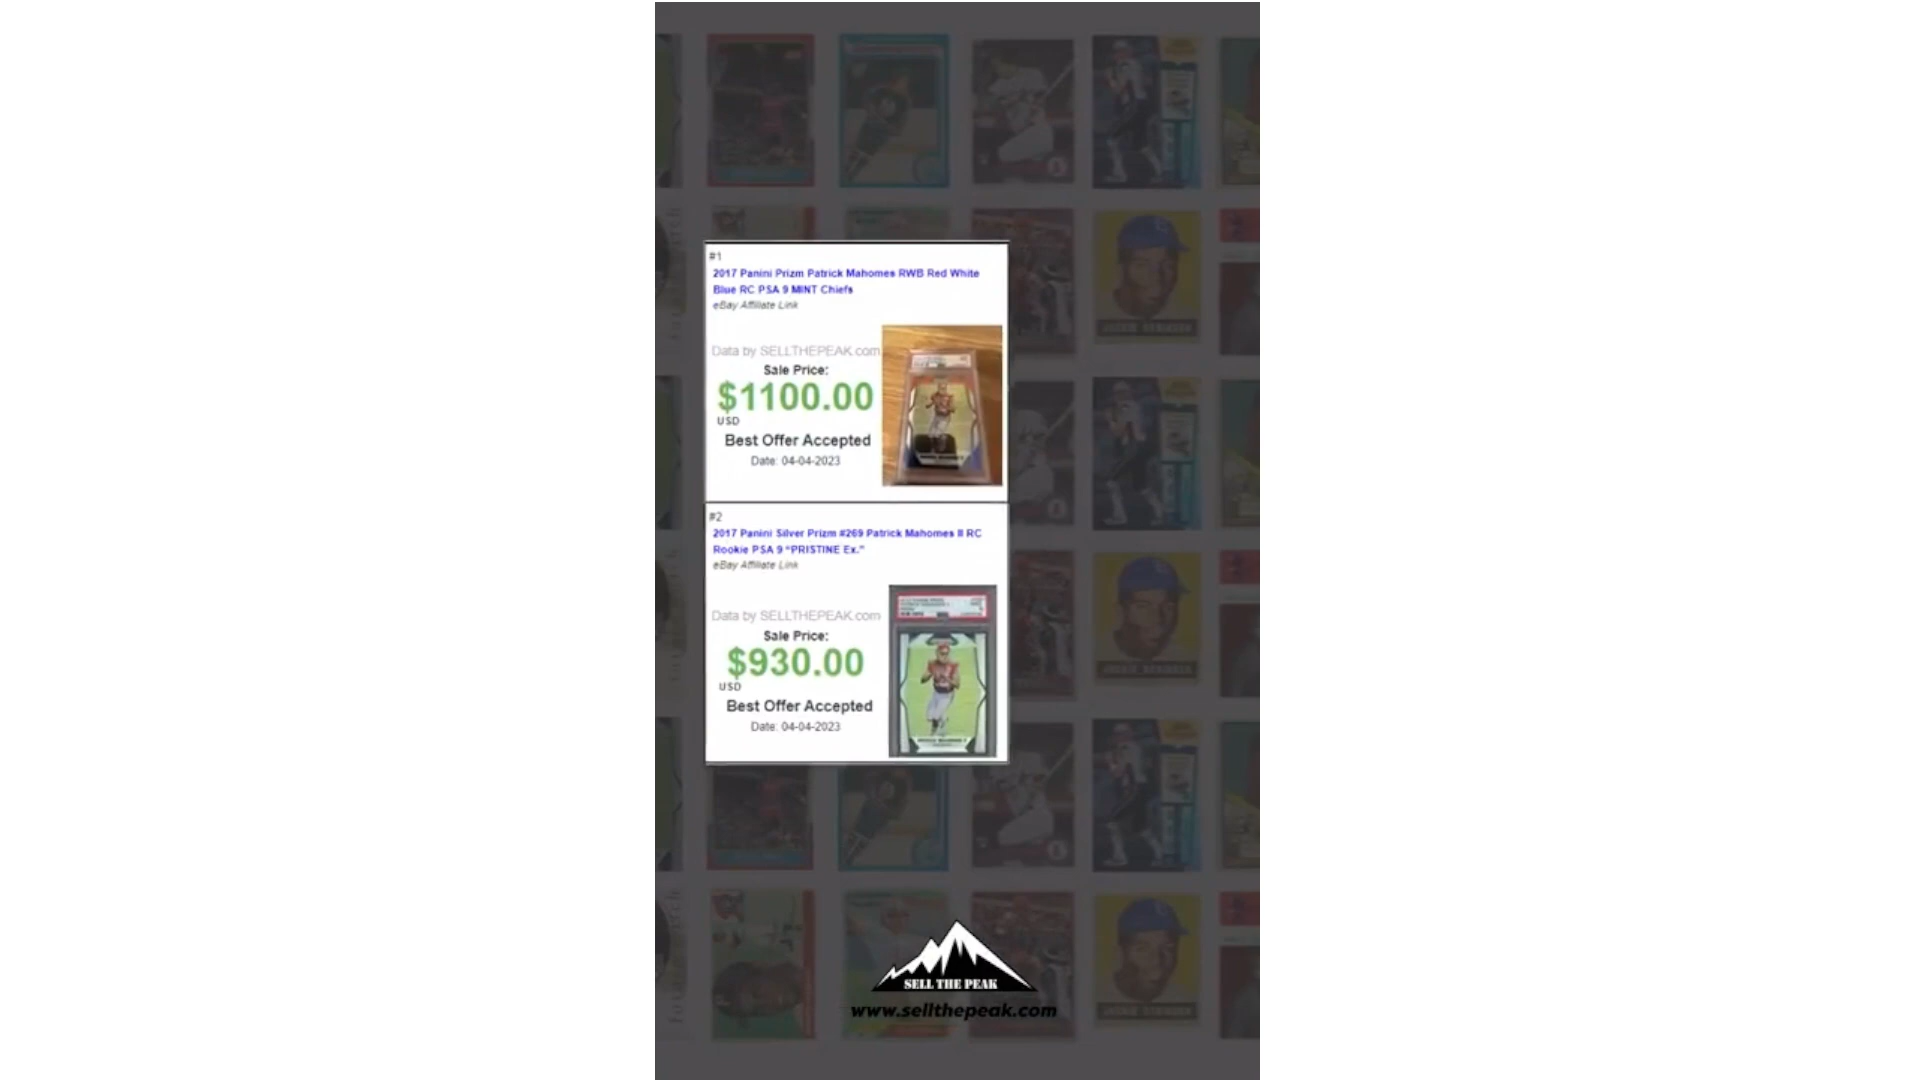 #1
2017 Panini Prizm Patrick Mahomes RWB Red White
Blue RC PSA 9 MINT Chiefs
eBay Affiliate Link
Data by SELLTHEPEAK.com
Sale Price:
$1100.00
USD
Best Offer Accepted
Date: 04-04-2023
#2
2017 Panini Silver Prizm #269 Patrick Mahomes II RC
Rookie PSA 9 “PRISTINE Ex.”
eBay Affiliate Link
Data by SELLTHEPEAK.com
Sale Price:
$930.00
USD
Best Offer Accepted
Date: 04-04-2023
SELL THE PEAK
www.sellthepeak.com